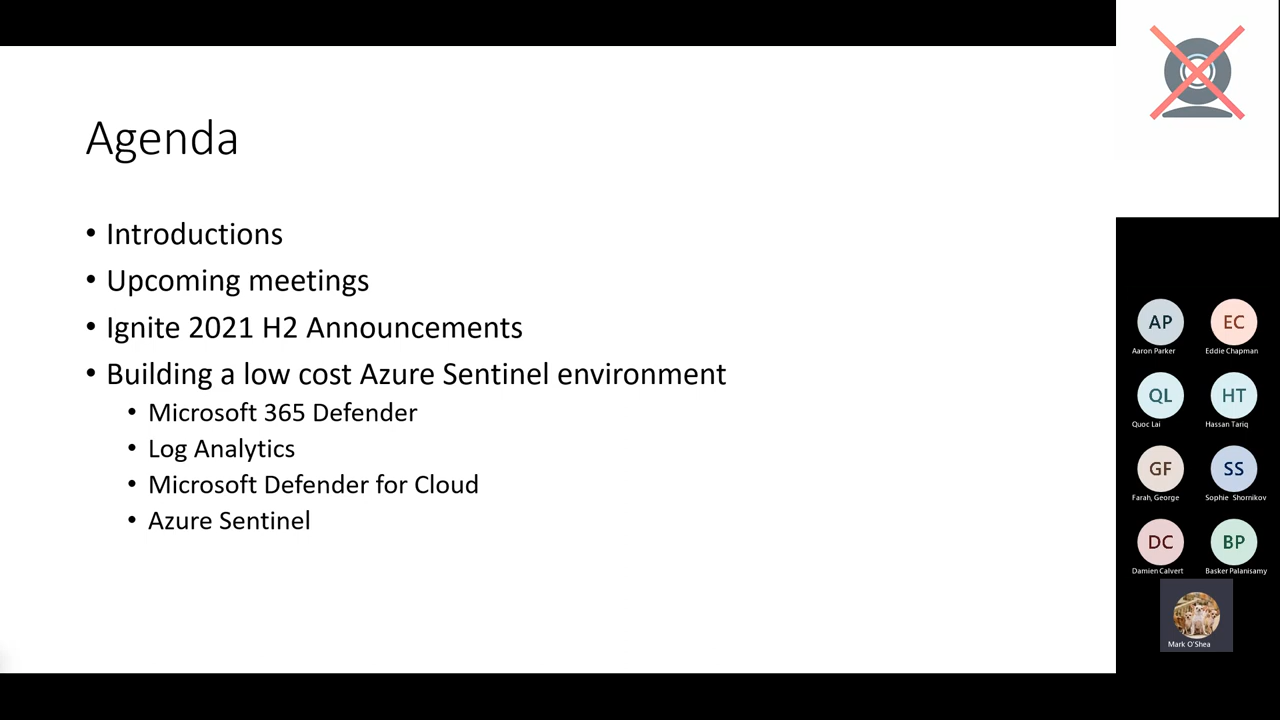 Agenda
• Introductions
• Upcoming meetings
• Ignite 2021 H2 Announcements
• Building a low cost Azure Sentinel environment
• Microsoft 365 Defender
• Log Analytics
• Microsoft Defender for Cloud
• Azure Sentinel
AP
Aaron Parker
EC
Eddie Chapman
QL
Quoc Lai
HT
Hassan Tariq
GF
Farah, George
SS
Sophie Shornikov
DC
Damien Calvert
BP
Basker Palanisamy
Mark O'Shea